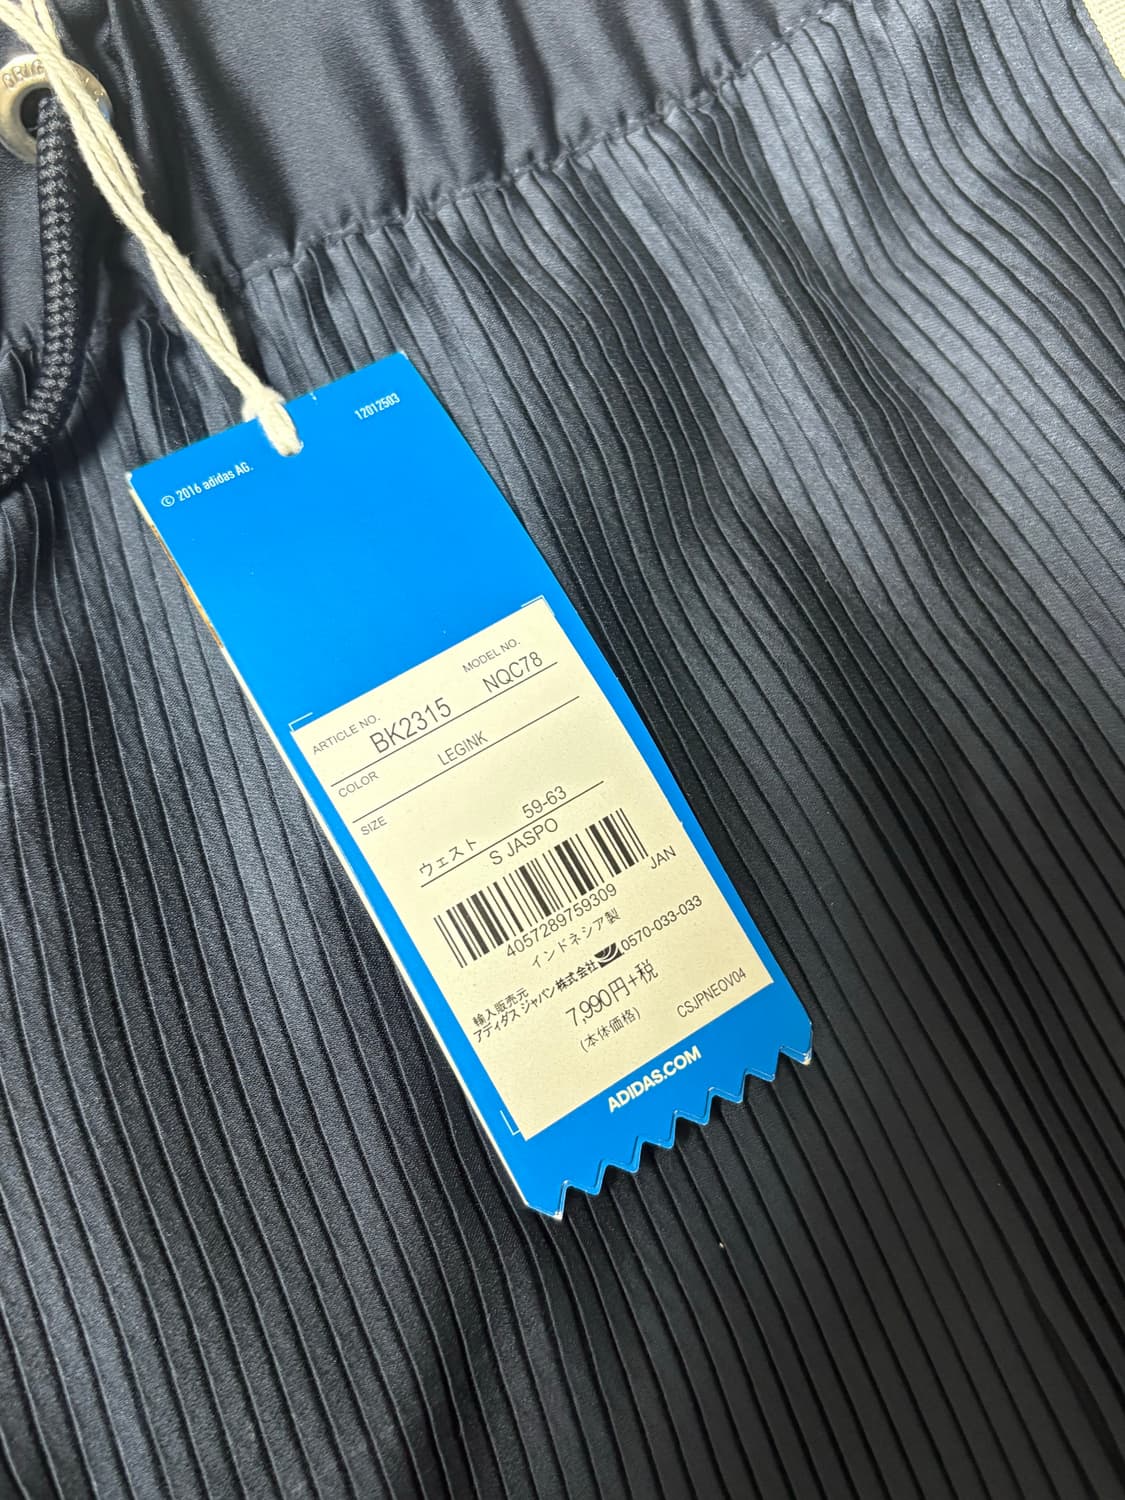 12012503
© 2016 adidas AG.
MODEL NO.
ARTICLE NO.
BK2315 NQC78
COLOR LEGINK
SIZE
ウェスト 59-63
S JASPO
4057289759309 JAN
インドネシア製
輸入販売元
アディダス ジャパン株式会社 0570-033-033
7,990円+税
(本体価格) CSJPNEOV04
ADIDAS.COM